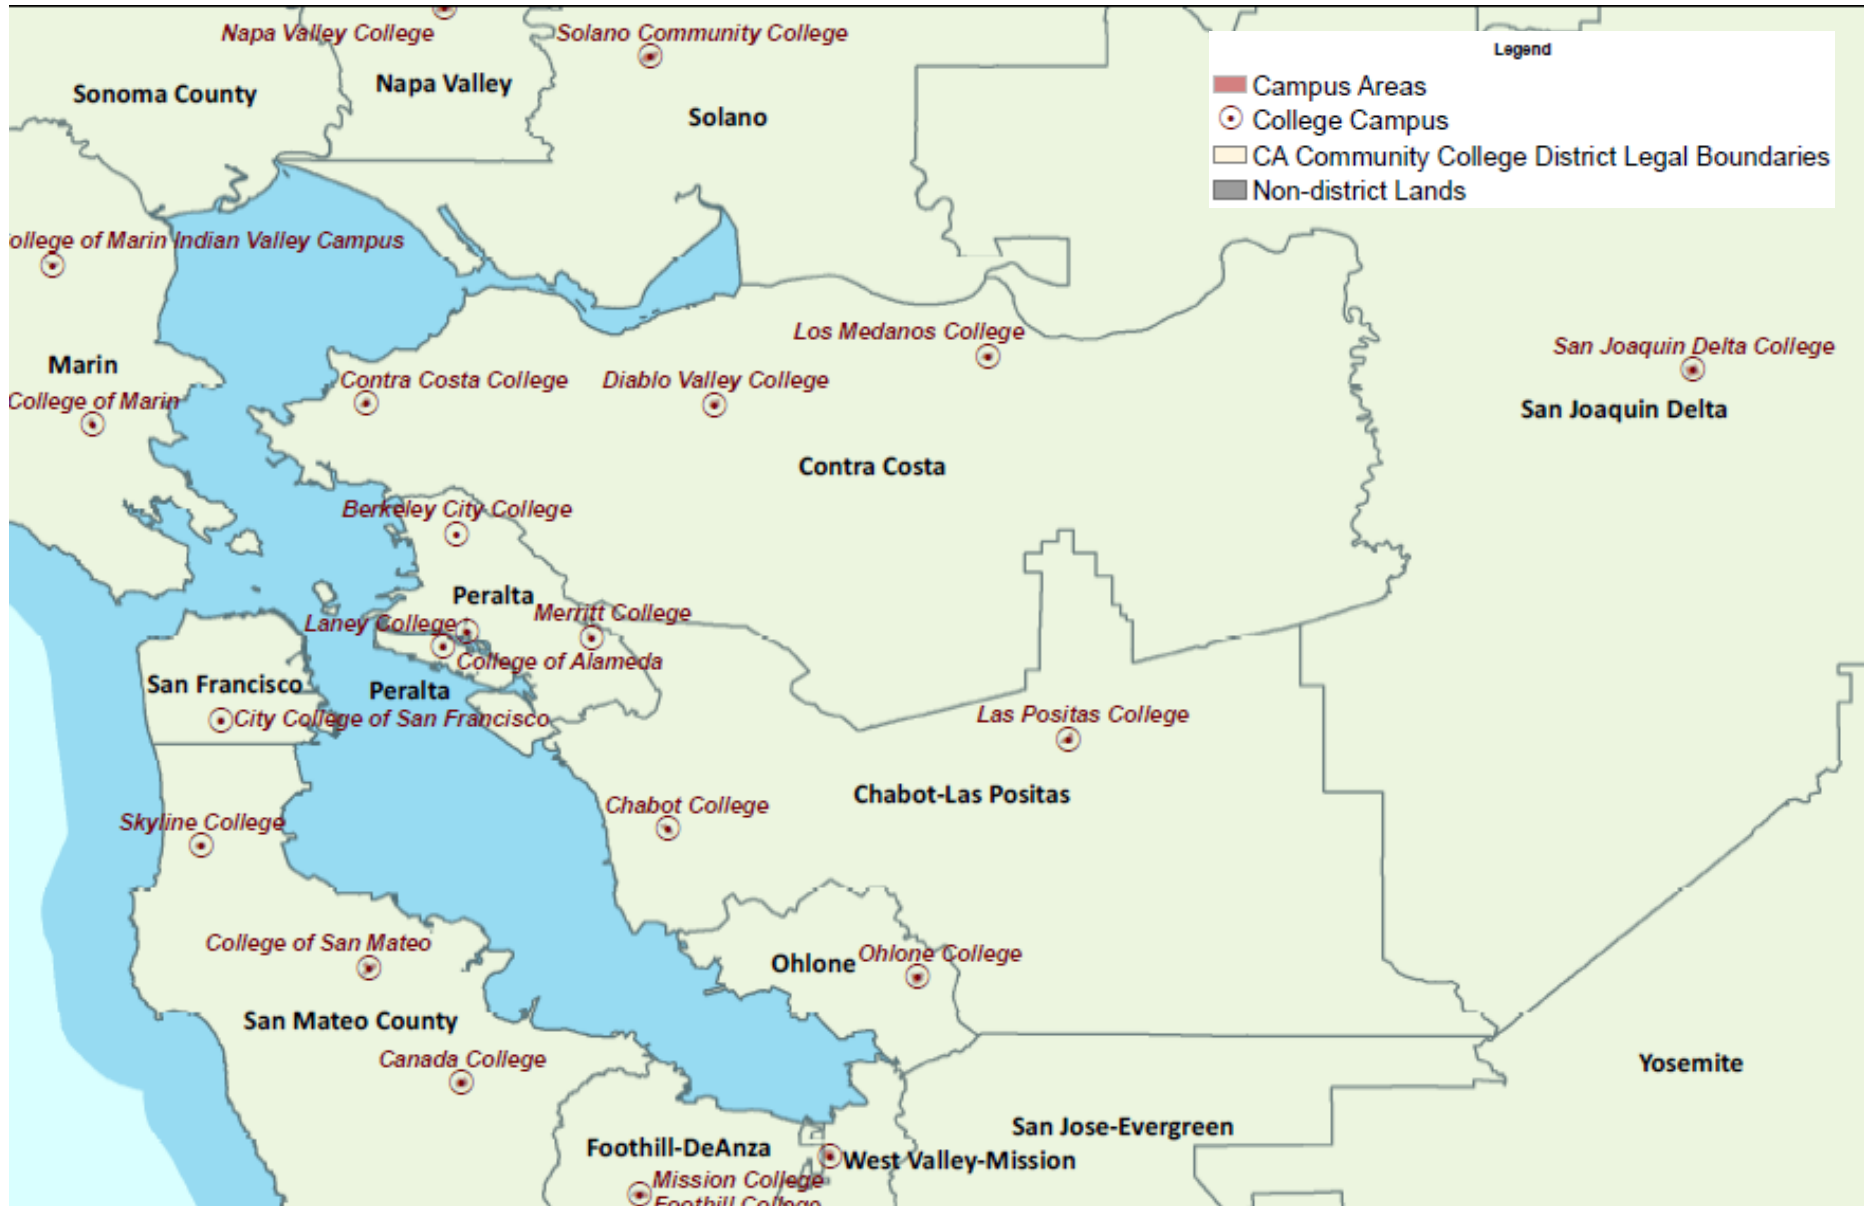 Napa Valley College
Solano Community College
Legend
Napa Valley
Sonoma County
Campus Areas
Solano
College Campus
CA Community College District Legal Boundaries
Non-district Lands
ollege of Marin Indian Valley Campus
Los Medanos College
San Joaquin Delta College
Marin
Contra Costa College
Diablo Valley College
College of Marin
San Joaquin Delta
Contra Costa
Berkeley City College
Peralta
Merritt College
Laney College
College of Alameda
San Francisco
Peralta
City College of San Francisco
Las Positas College
Chabot-Las Positas
Chabot College
Skyline College
College of San Mateo
Ohlone
Ohlone College
San Mateo County
Canada College
Yosemite
San Jose-Evergreen
Foothill-DeAnza
West Valley-Mission
Mission College
Foothill College